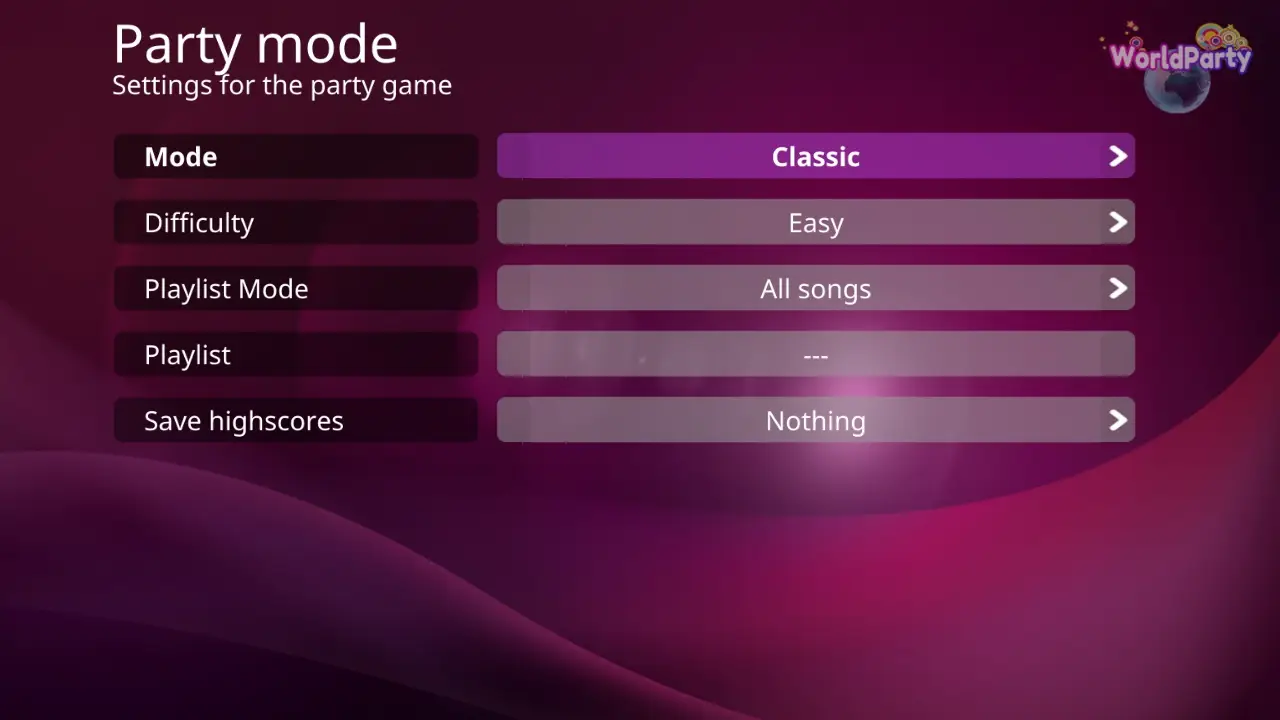 Party mode
WorldParty
Settings for the party game
Mode
Classic
Difficulty
Easy
Playlist Mode
All songs
Playlist
---
Save highscores
Nothing